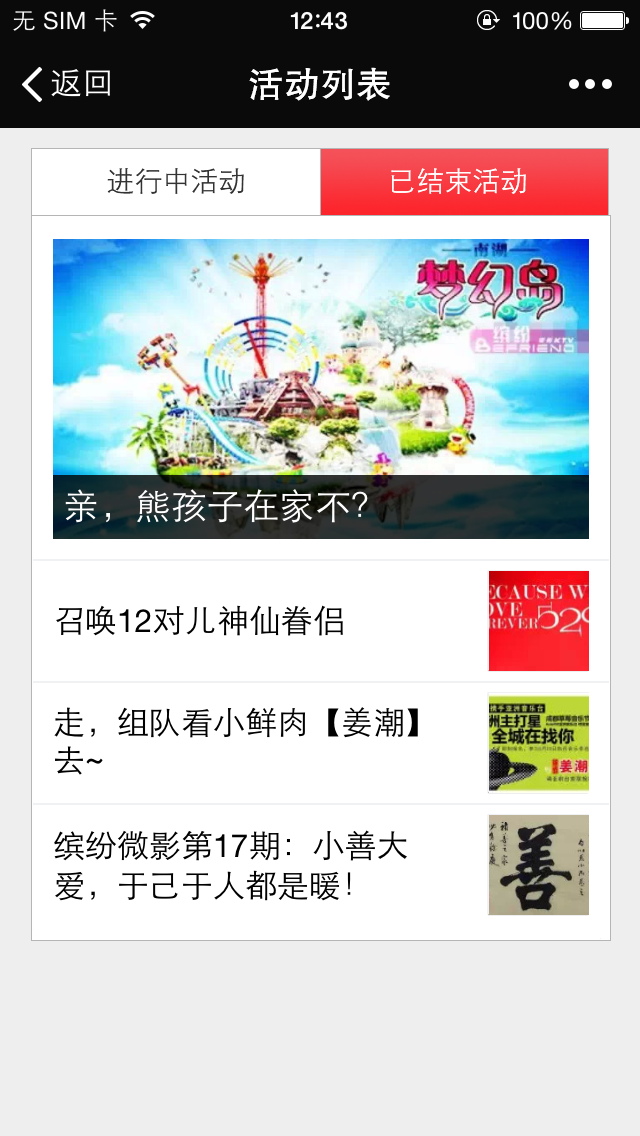 无 SIM 卡
12:43
100%
返回
活动列表
进行中活动
已结束活动
南湖
梦幻岛
缤纷
BEFRIEND
亲，熊孩子在家不？
召唤12对儿神仙眷侣
ECAUSE W
OVE
REVER
529
走，组队看小鲜肉【姜潮】
去~
洲主打星
全城在找你
姜潮
缤纷微影第17期：小善大
爱，于己于人都是暖！
善